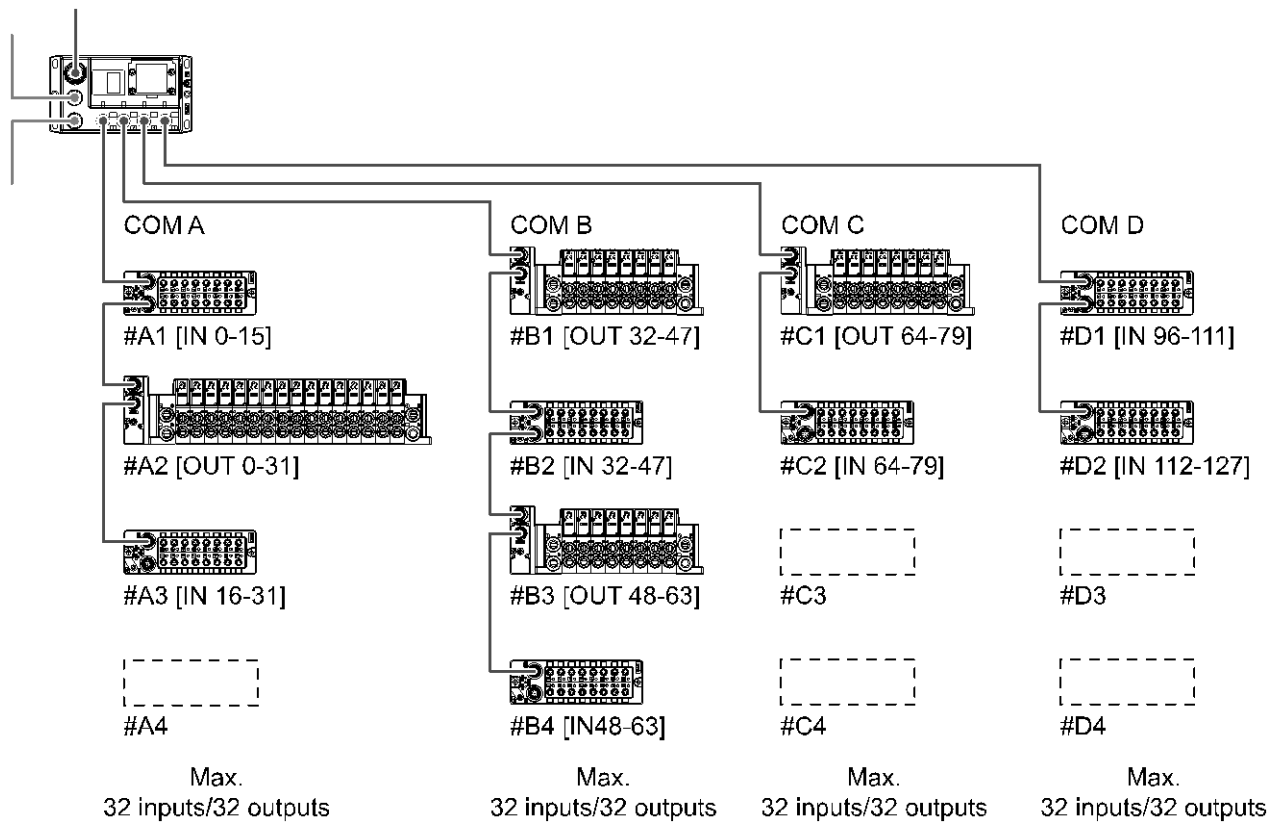 COM A
COM B
COM C
COM D
#A1 [IN 0-15]
#B1 [OUT 32-47]
#C1 [OUT 64-79]
#D1 [IN 96-111]
#A2 [OUT 0-31]
#B2 [IN 32-47]
#C2 [IN 64-79]
#D2 [IN 112-127]
#A3 [IN 16-31]
#B3 [OUT 48-63]
#C3
#D3
#A4
#B4 [IN48-63]
#C4
#D4
Max.
32 inputs/32 outputs
Max.
32 inputs/32 outputs
Max.
32 inputs/32 outputs
Max.
32 inputs/32 outputs